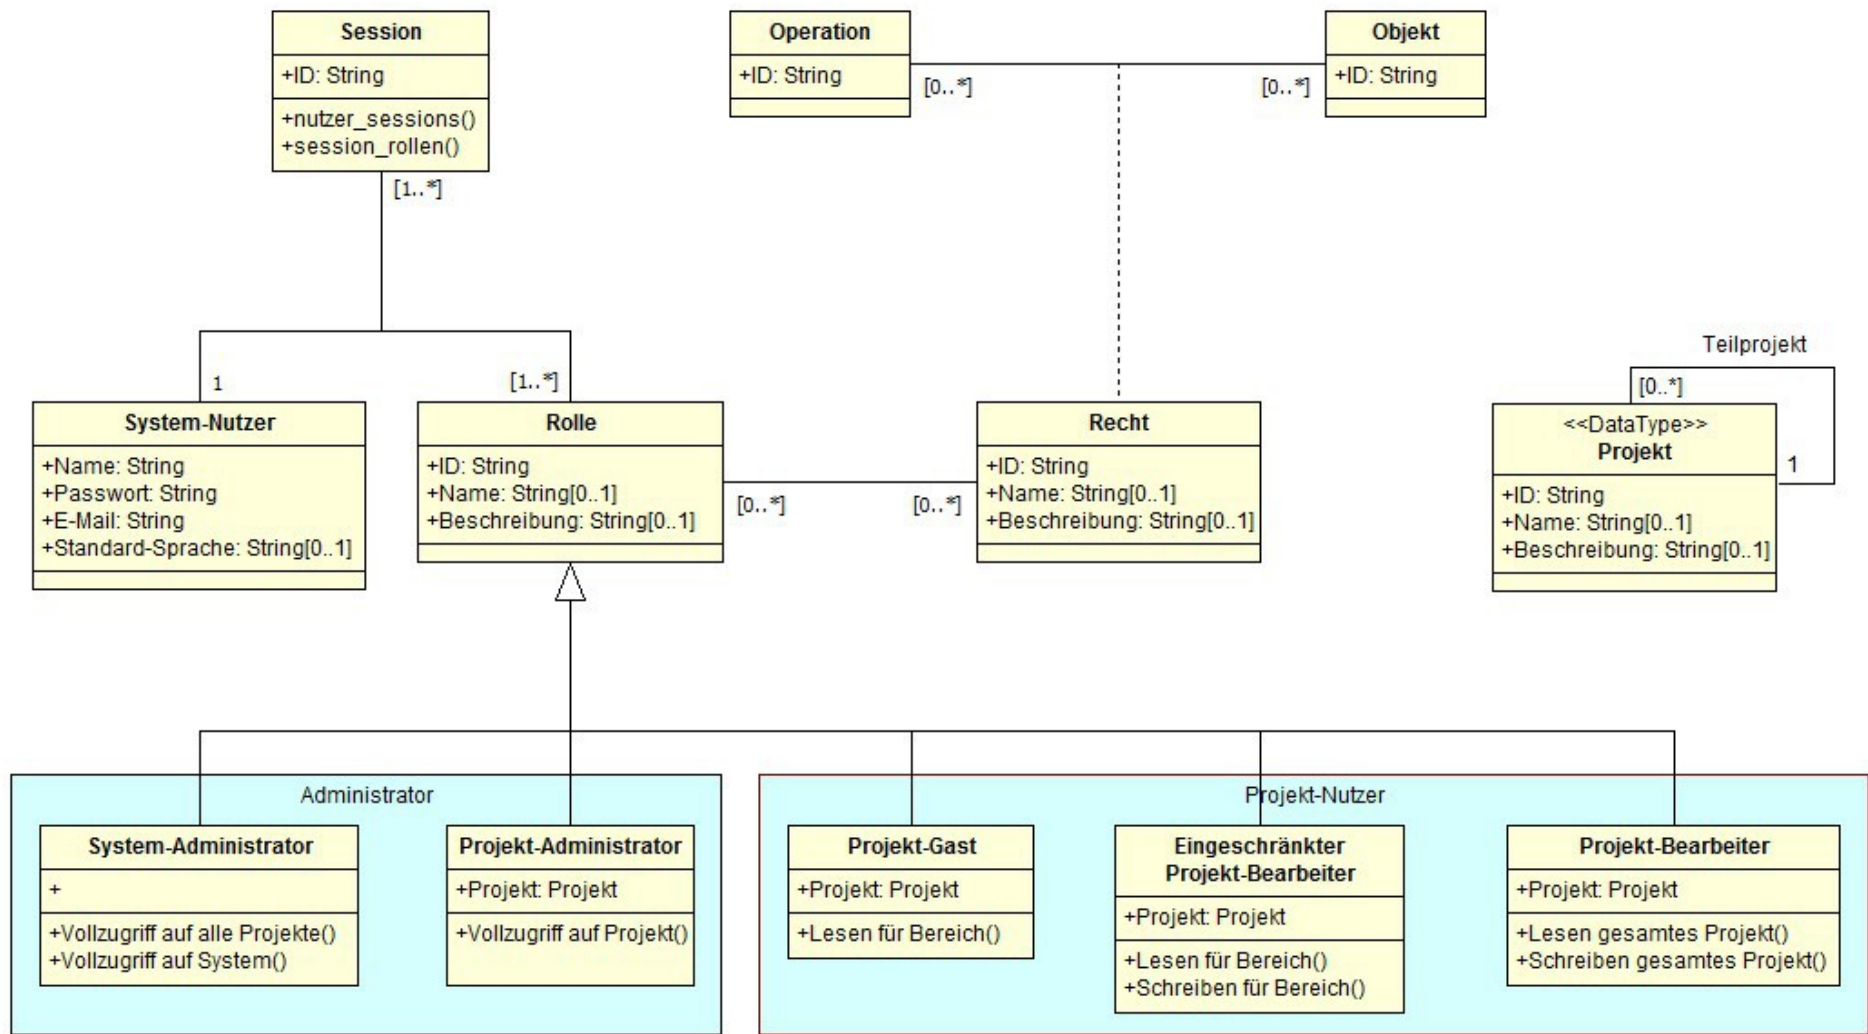 Session
+ID: String
+nutzer_sessions()
+session_rollen()
[1..*]
Operation
+ID: String
[0..*]
[0..*]
Objekt
+ID: String
1
[1..*]
System-Nutzer
+Name: String
+Passwort: String
+E-Mail: String
+Standard-Sprache: String[0..1]
Rolle
+ID: String
+Name: String[0..1]
+Beschreibung: String[0..1]
[0..*]
[0..*]
Recht
+ID: String
+Name: String[0..1]
+Beschreibung: String[0..1]
Teilprojekt
[0..*]
1
<<DataType>>
Projekt
+ID: String
+Name: String[0..1]
+Beschreibung: String[0..1]
Administrator
System-Administrator
+
+Vollzugriff auf alle Projekte()
+Vollzugriff auf System()
Projekt-Administrator
+Projekt: Projekt
+Vollzugriff auf Projekt()
Projekt-Nutzer
Projekt-Gast
+Projekt: Projekt
+Lesen für Bereich()
Eingeschränkter
Projekt-Bearbeiter
+Projekt: Projekt
+Lesen für Bereich()
+Schreiben für Bereich()
Projekt-Bearbeiter
+Projekt: Projekt
+Lesen gesamtes Projekt()
+Schreiben gesamtes Projekt()